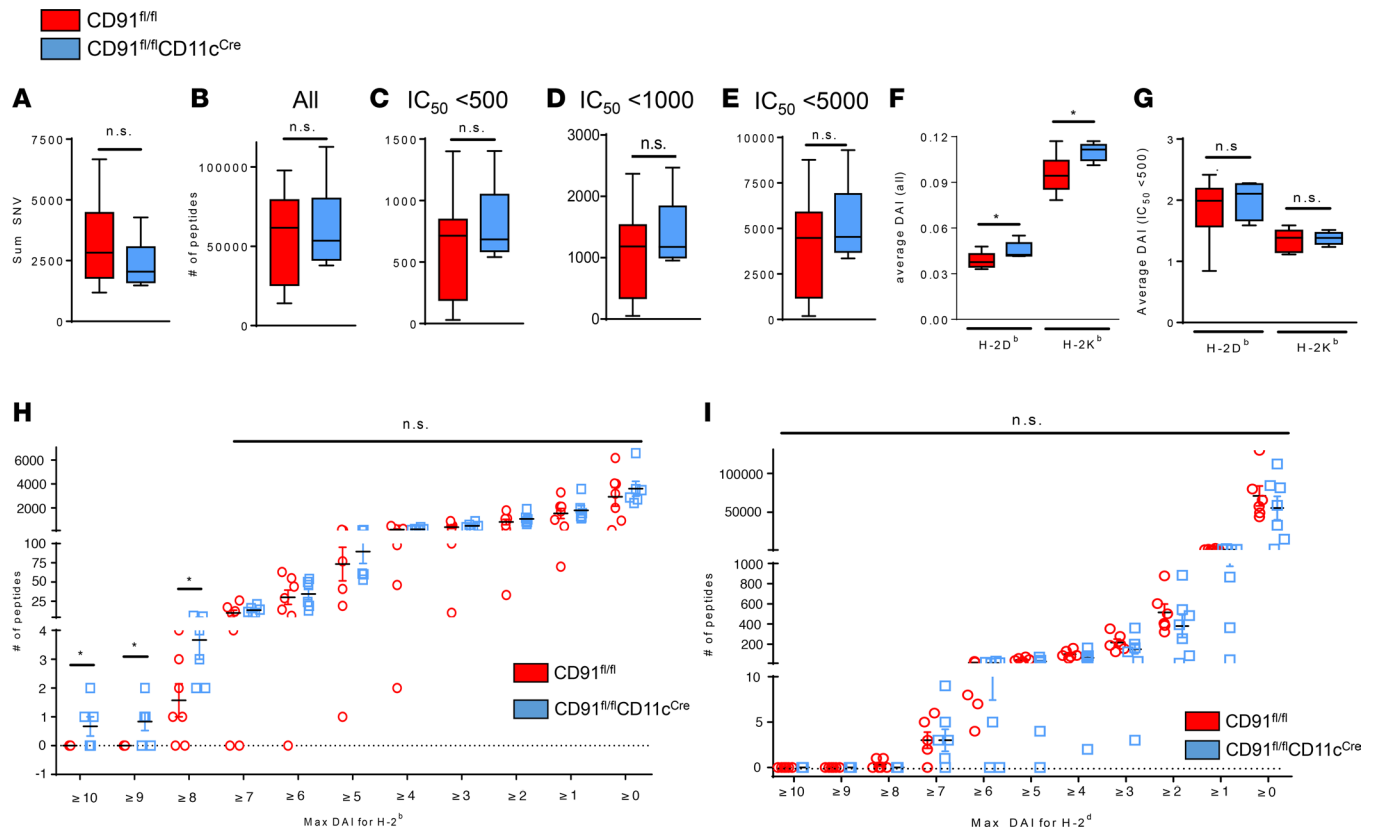 CD91fl/fl
CD91fl/flCD11cCre
A
Sum SNV
7500
5000
2500
0
n.s.
B
All
# of peptides
100000
50000
0
n.s.
C
IC50 <500
1500
1000
500
0
n.s.
D
IC50 <1000
3000
2000
1000
0
n.s.
E
IC50 <5000
10000
7500
5000
2500
0
n.s.
F
average DAI (all)
0.12
0.09
0.06
0.03
0.00
*
*
H-2Db
H-2Kb
G
Average DAI (IC50 <500)
3
2
1
0
n.s
n.s.
H-2Db
H-2Kb
H
n.s.
# of peptides
6000
4000
2000
100
75
50
25
# of peptides
4
3
2
1
0
-1
*
*
*
CD91fl/fl
CD91fl/flCD11cCre
≥10
≥9
≥8
≥7
≥6
≥5
≥4
≥3
≥2
≥1
≥0
Max DAI for H-2b
I
n.s.
# of peptides
100000
50000
1000
800
600
400
200
10
5
0
CD91fl/fl
CD91fl/flCD11cCre
≥10
≥9
≥8
≥7
≥6
≥5
≥4
≥3
≥2
≥1
≥0
Max DAI for H-2d